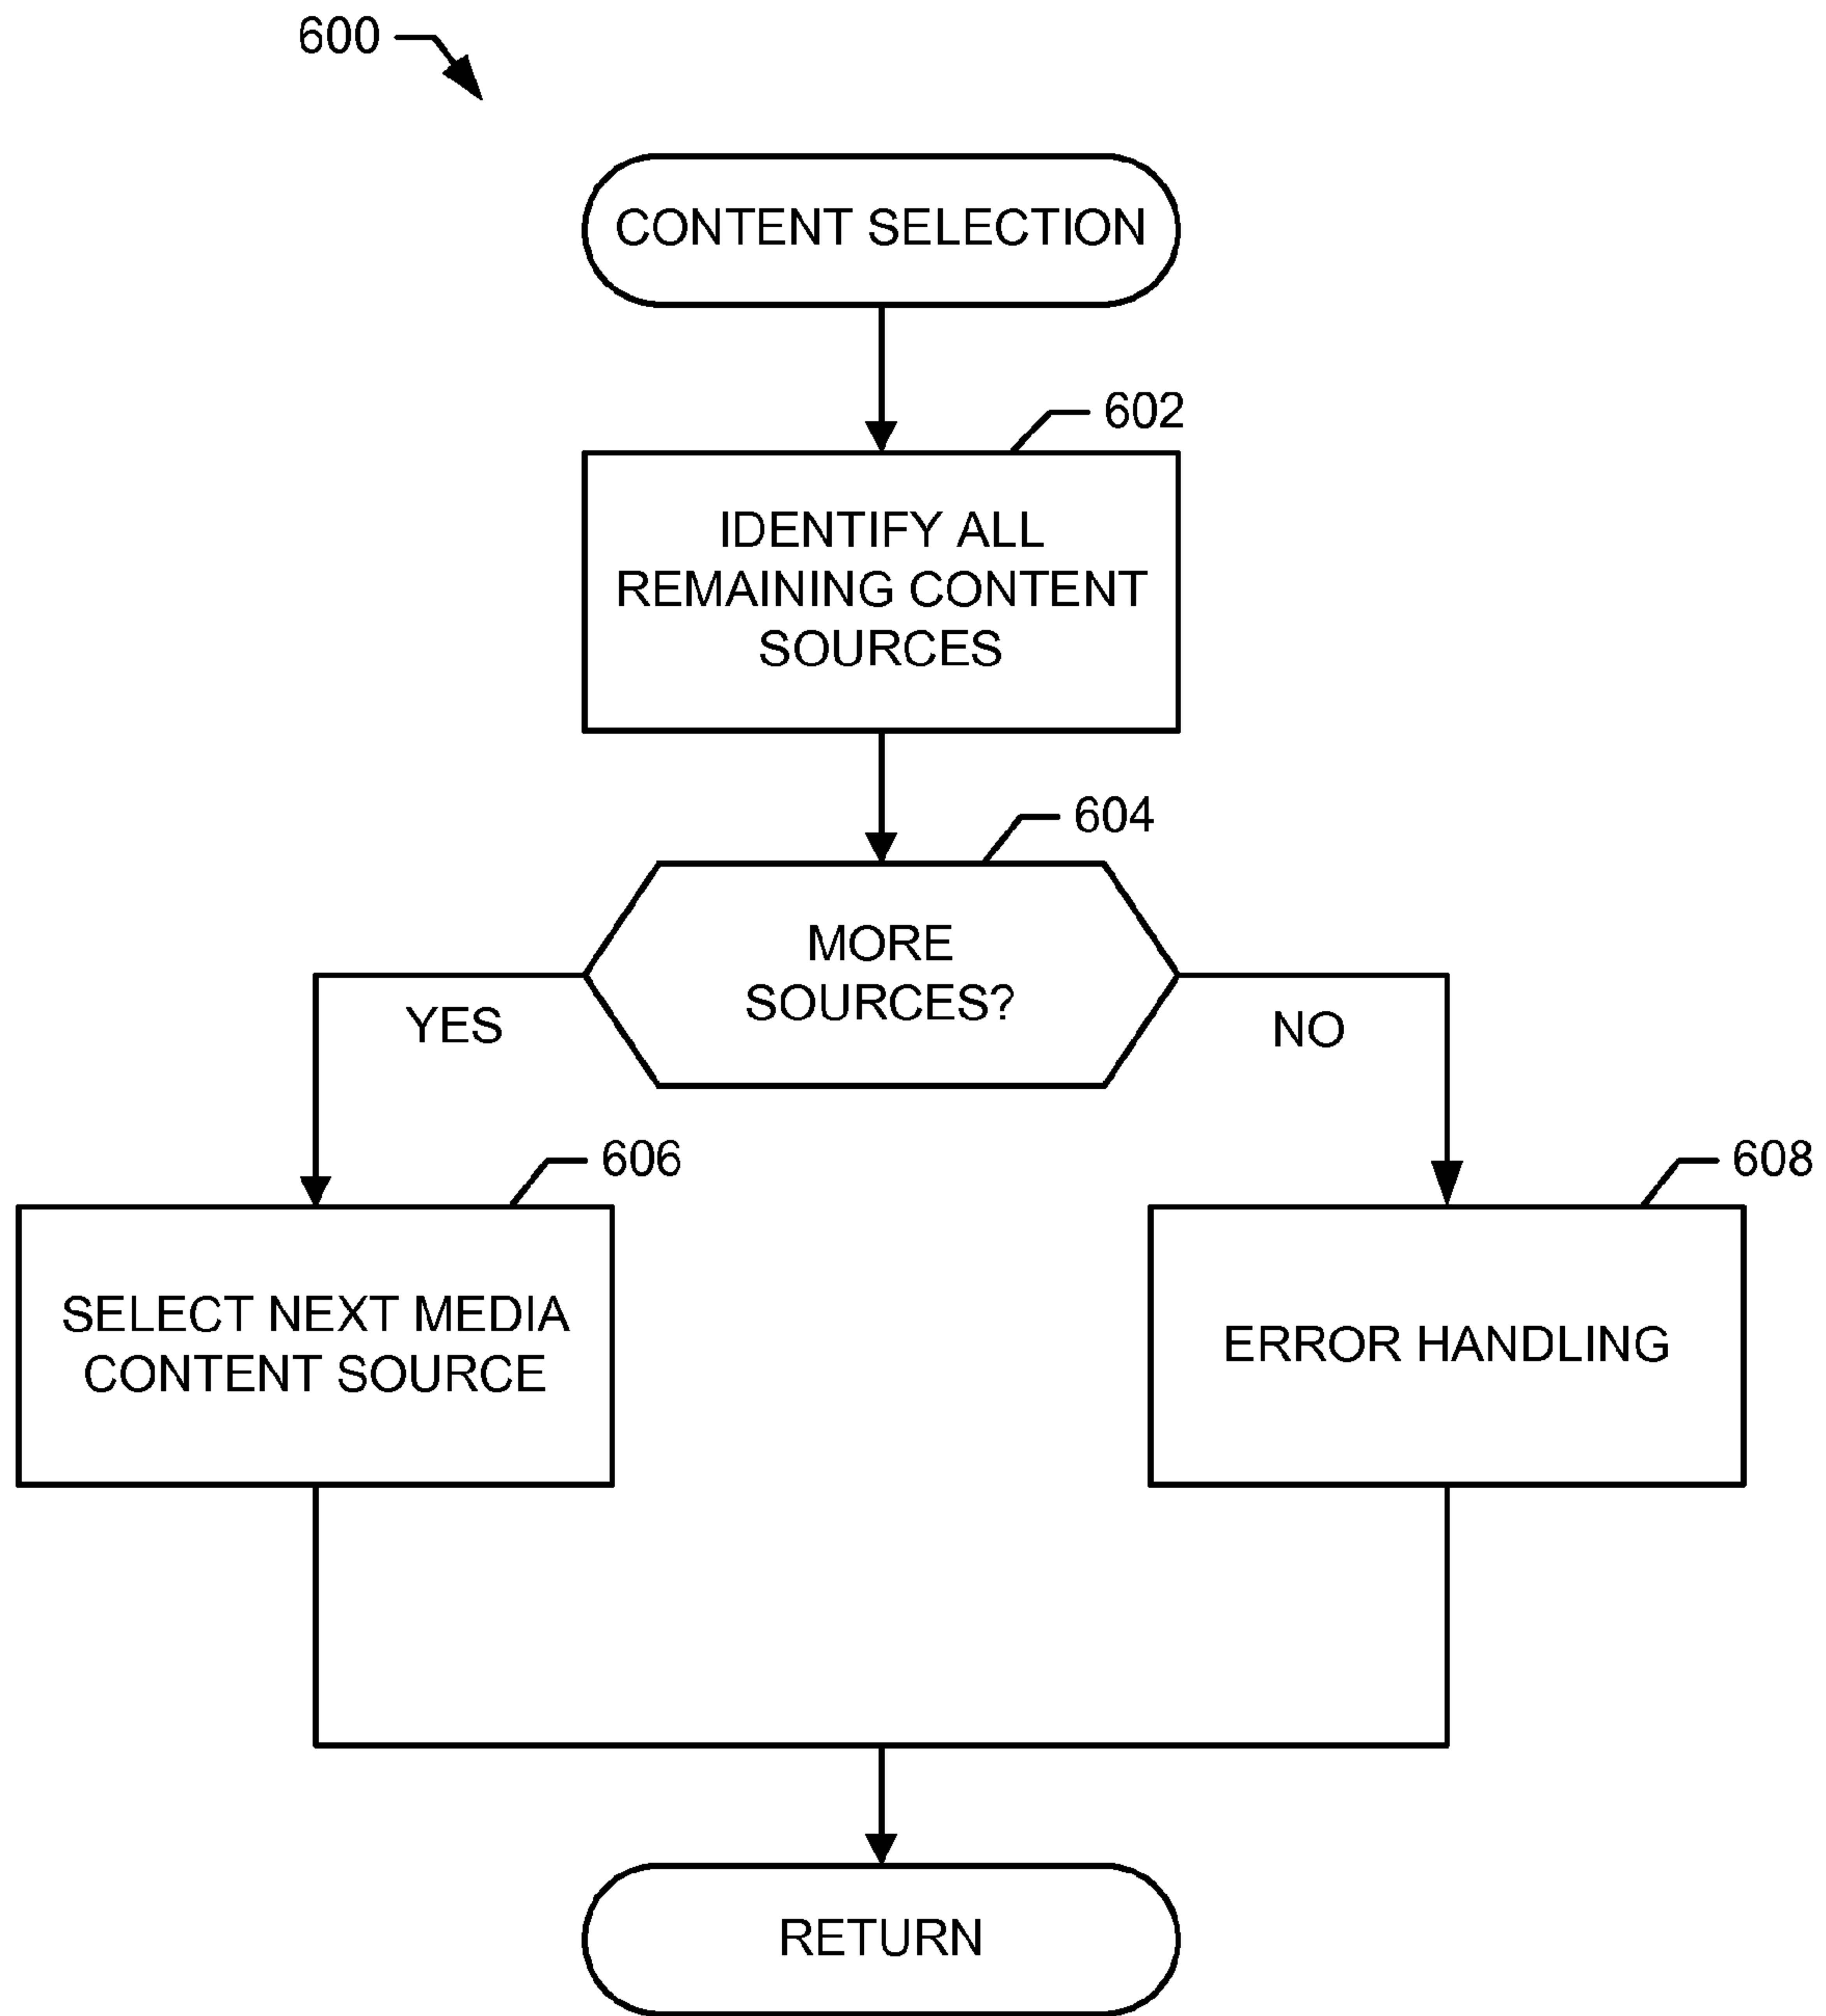 600
CONTENT SELECTION
602
IDENTIFY ALL
REMAINING CONTENT
SOURCES
604
MORE
SOURCES?
YES
NO
606
608
SELECT NEXT MEDIA
CONTENT SOURCE
ERROR HANDLING
RETURN